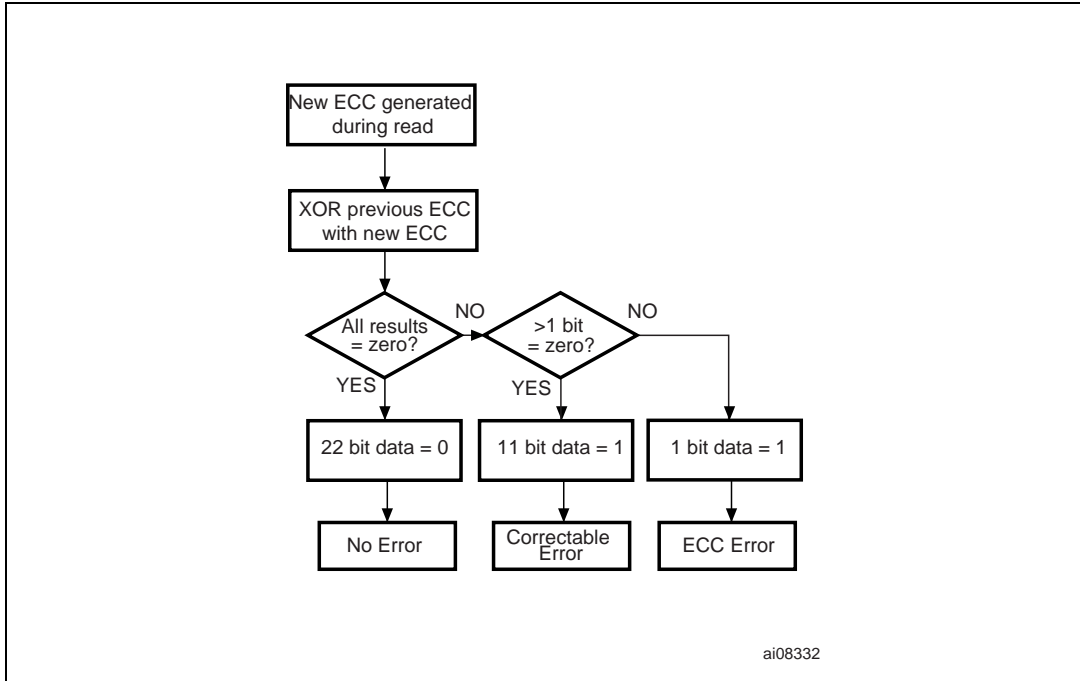 New ECC generated
during read
XOR previous ECC
with new ECC
All results
= zero?
NO
>1 bit
= zero?
NO
YES
YES
22 bit data = 0
11 bit data = 1
1 bit data = 1
No Error
Correctable
Error
ECC Error
ai08332